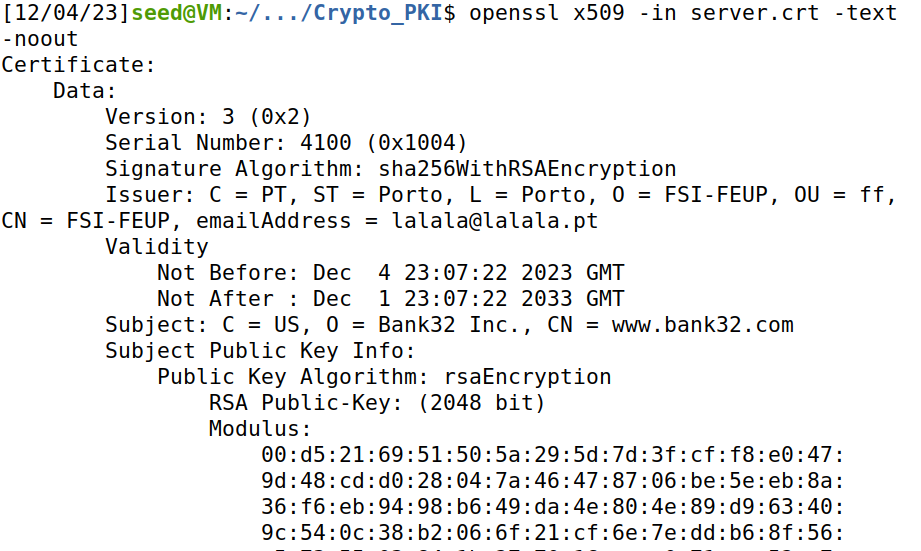 [12/04/23]seed@VM:~/.../Crypto_PKI$ openssl x509 -in server.crt -text
-noout
Certificate:
    Data:
        Version: 3 (0x2)
        Serial Number: 4100 (0x1004)
        Signature Algorithm: sha256WithRSAEncryption
        Issuer: C = PT, ST = Porto, L = Porto, O = FSI-FEUP, OU = ff,
CN = FSI-FEUP, emailAddress = lalala@lalala.pt
        Validity
            Not Before: Dec  4 23:07:22 2023 GMT
            Not After : Dec  1 23:07:22 2033 GMT
        Subject: C = US, O = Bank32 Inc., CN = www.bank32.com
        Subject Public Key Info:
            Public Key Algorithm: rsaEncryption
                RSA Public-Key: (2048 bit)
                Modulus:
                    00:d5:21:69:51:50:5a:29:5d:7d:3f:cf:f8:e0:47:
                    9d:48:cd:d0:28:04:7a:46:47:87:06:be:5e:eb:8a:
                    36:f6:eb:94:98:b6:49:da:4e:80:4e:89:d9:63:40:
                    9c:54:0c:38:b2:06:6f:21:cf:6e:7e:dd:b6:8f:56: